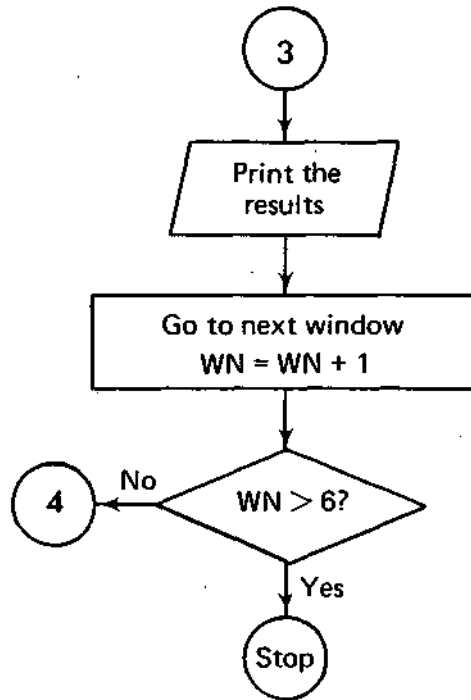 3
Print the
results
Go to next window
WN = WN + 1
WN > 6?
No
4
Yes
Stop